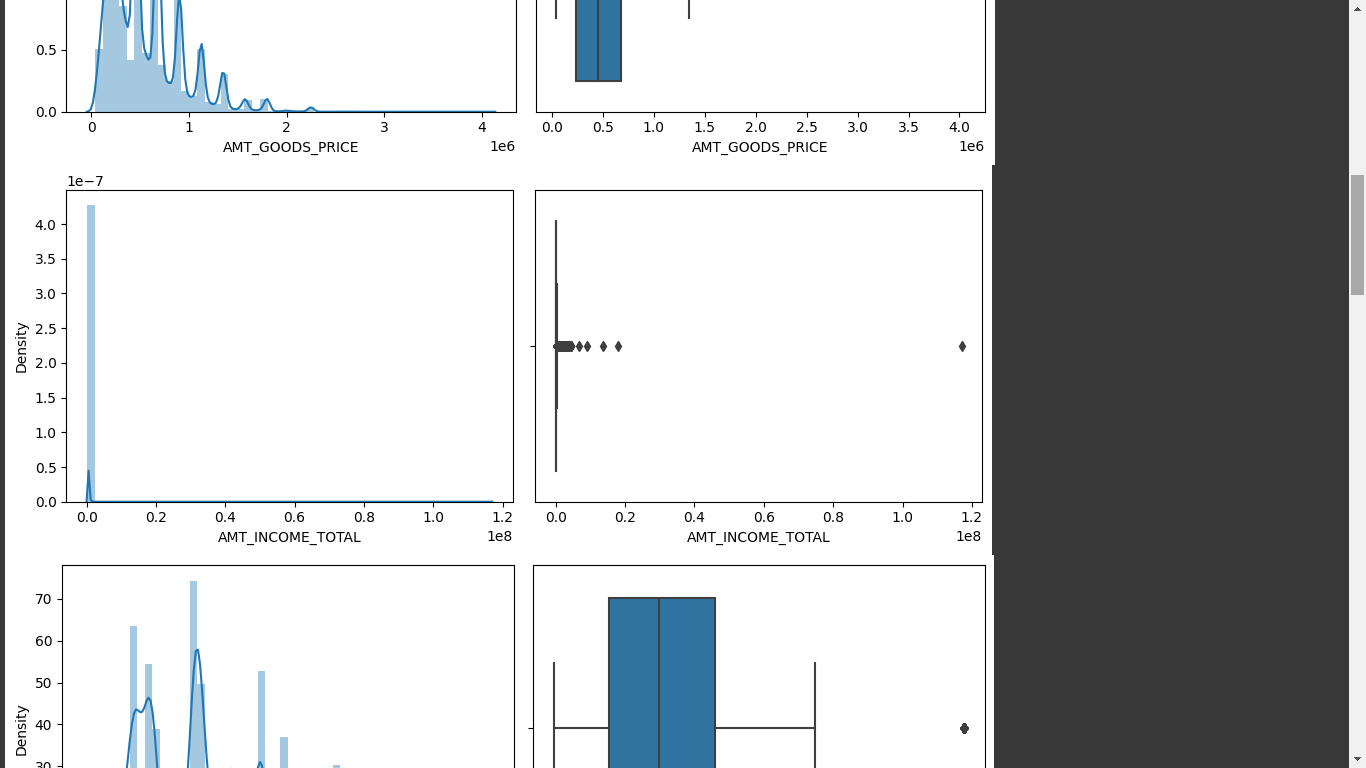 0.5
0.0
0 1 2 3 4
1e6
AMT_GOODS_PRICE
0.0 0.5 1.0 1.5 2.0 2.5 3.0 3.5 4.0
1e6
AMT_GOODS_PRICE
1e−7
4.0
3.5
3.0
2.5
2.0
1.5
1.0
0.5
0.0
Density
0.0 0.2 0.4 0.6 0.8 1.0 1.2
1e8
AMT_INCOME_TOTAL
0.0 0.2 0.4 0.6 0.8 1.0 1.2
1e8
AMT_INCOME_TOTAL
70
60
50
40
30
Density